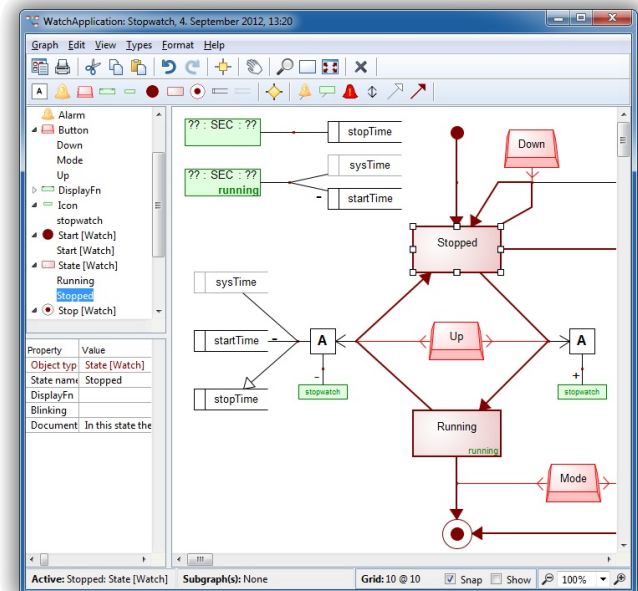 WatchApplication: Stopwatch, 4. September 2012, 13:20
Graph Edit View Types Format Help
A
Alarm
Button
Down
Mode
Up
DisplayFn
Icon
stopwatch
Start [Watch]
Start [Watch]
State [Watch]
Running
Stopped
Stop [Watch]
Property Value
Object typ State [Watch]
State name Stopped
DisplayFn
Blinking
Document In this state the
?? : SEC : ??
stopTime
?? : SEC : ??
running
sysTime
- startTime
Down
Stopped
sysTime
startTime -
stopTime
A
-
stopwatch
Up
A
+
stopwatch
Running
running
Mode
Active: Stopped: State [Watch] Subgraph(s): None Grid: 10 @ 10 Snap Show 100%